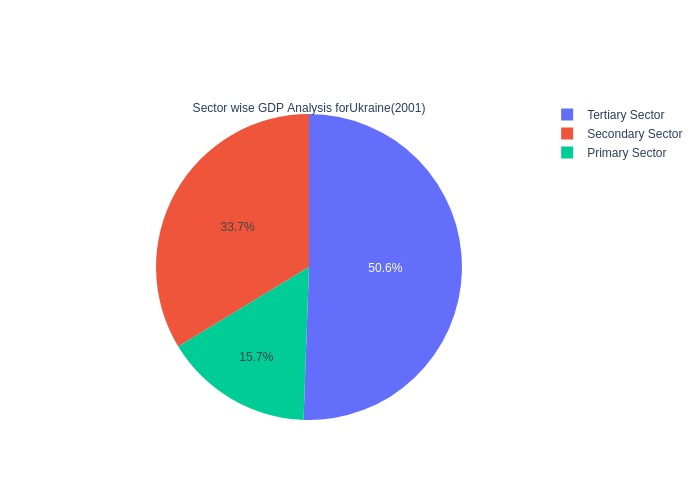 Sector wise GDP Analysis forUkraine(2001)
Tertiary Sector
Secondary Sector
Primary Sector
33.7%
50.6%
15.7%